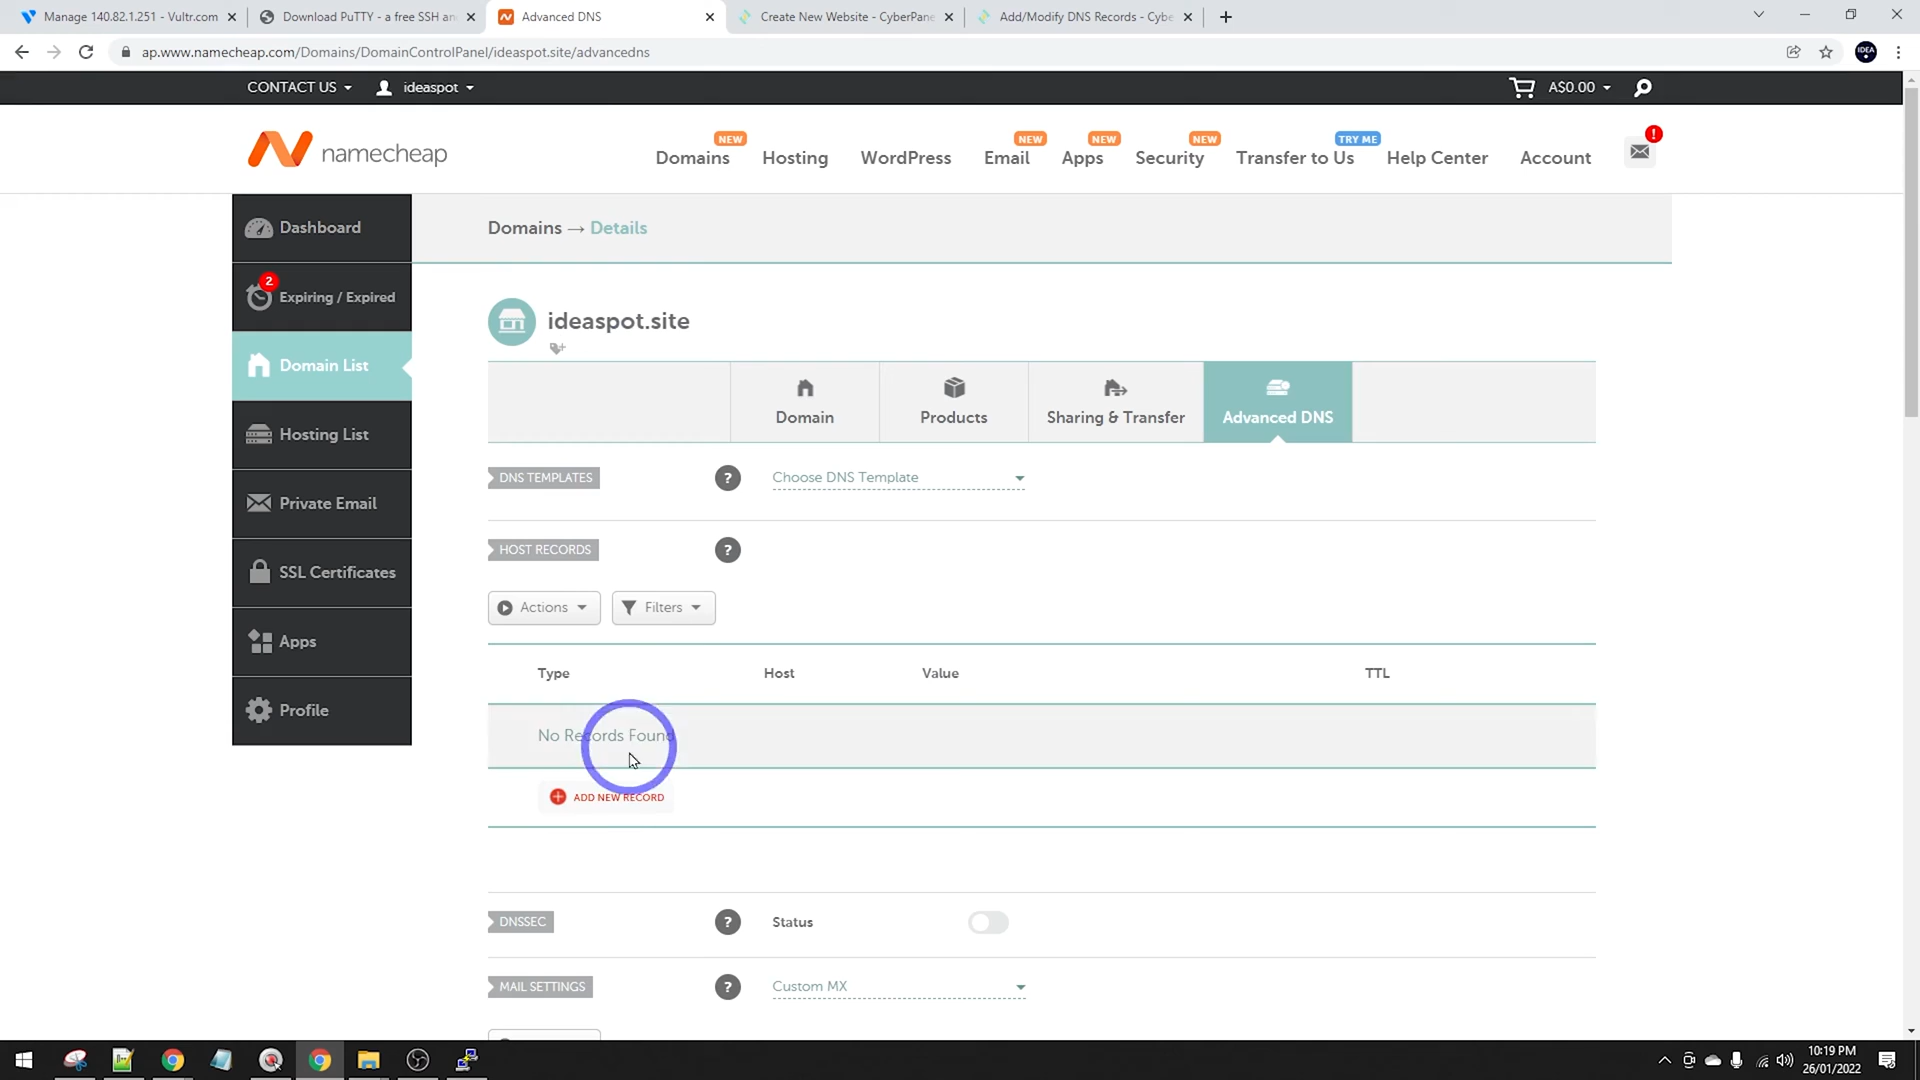 Manage 140.82.1.251 - Vultr.com
Download PuTTY - a free SSH an
Advanced DNS
Create New Website - CyberPane
Add/Modify DNS Records - Cybe
ap.www.namecheap.com/Domains/DomainControlPanel/ideaspot.site/advancedns
IDEA
CONTACT US
ideaspot
A$0.00
namecheap
NEW
NEW
NEW
NEW
TRY ME
Domains
Hosting
WordPress
Email
Apps
Security
Transfer to Us
Help Center
Account
!
Dashboard
2
Expiring / Expired
Domain List
Hosting List
Private Email
SSL Certificates
Apps
Profile
Domains → Details
ideaspot.site
Domain
Products
Sharing & Transfer
Advanced DNS
DNS TEMPLATES
?
Choose DNS Template
HOST RECORDS
?
Actions
Filters
Type
Host
Value
TTL
No Records Found
ADD NEW RECORD
DNSSEC
?
Status
MAIL SETTINGS
?
Custom MX
10:19 PM
26/01/2022